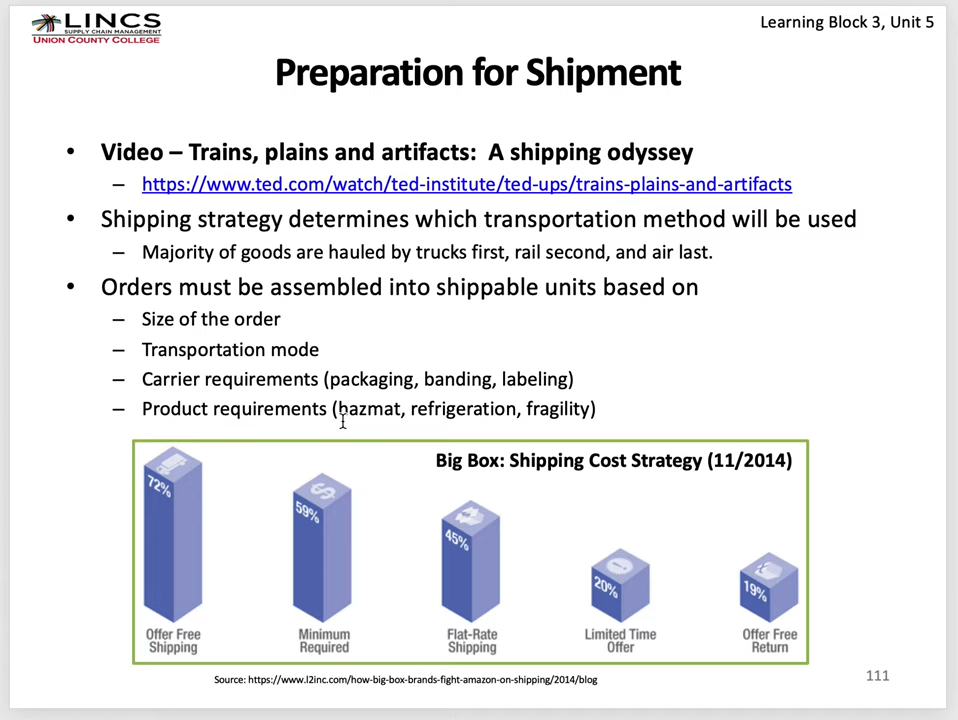 LINCS
SUPPLY CHAIN MANAGEMENT
UNION COUNTY COLLEGE
Learning Block 3, Unit 5
Preparation for Shipment
• Video – Trains, plains and artifacts: A shipping odyssey
– https://www.ted.com/watch/ted-institute/ted-ups/trains-plains-and-artifacts
• Shipping strategy determines which transportation method will be used
– Majority of goods are hauled by trucks first, rail second, and air last.
• Orders must be assembled into shippable units based on
– Size of the order
– Transportation mode
– Carrier requirements (packaging, banding, labeling)
– Product requirements (hazmat, refrigeration, fragility)
Big Box: Shipping Cost Strategy (11/2014)
72%
59%
45%
20%
19%
Offer Free
Shipping
Minimum
Required
Flat-Rate
Shipping
Limited Time
Offer
Offer Free
Return
Source: https://www.l2inc.com/how-big-box-brands-fight-amazon-on-shipping/2014/blog
111